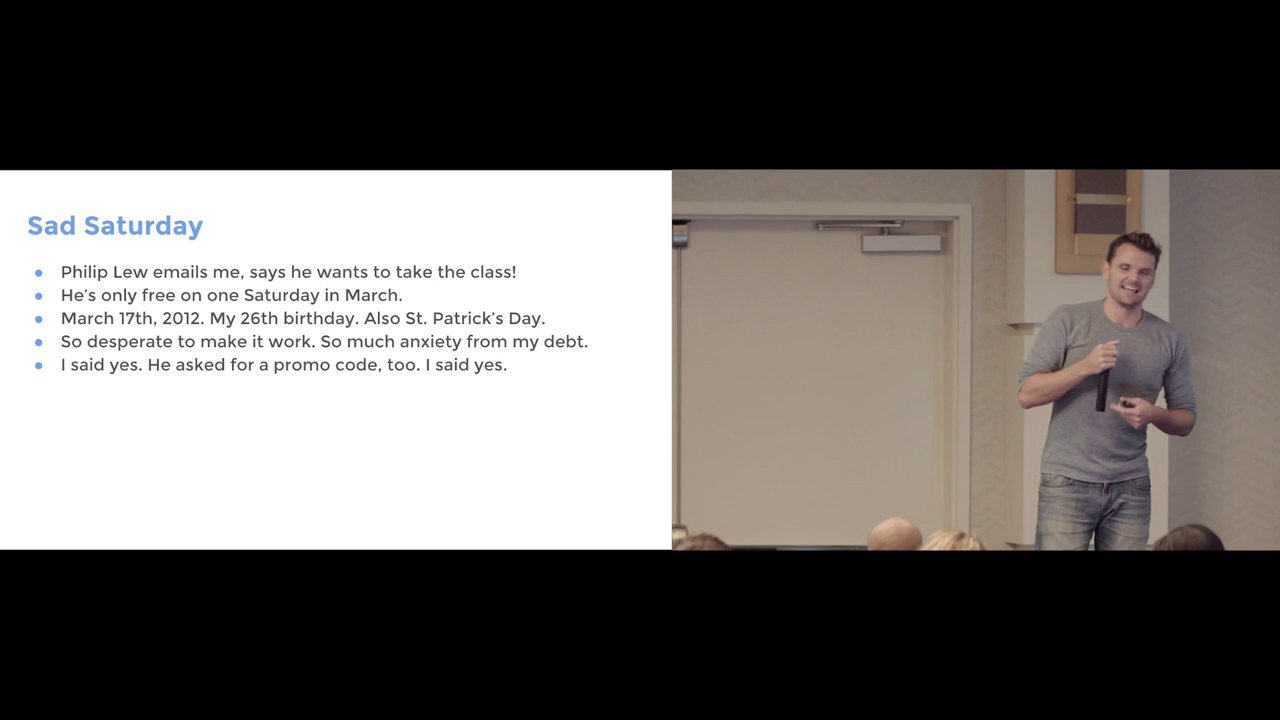 Sad Saturday
● Philip Lew emails me, says he wants to take the class!
● He's only free on one Saturday in March.
● March 17th, 2012. My 26th birthday. Also St. Patrick's Day.
● So desperate to make it work. So much anxiety from my debt.
● I said yes. He asked for a promo code, too. I said yes.